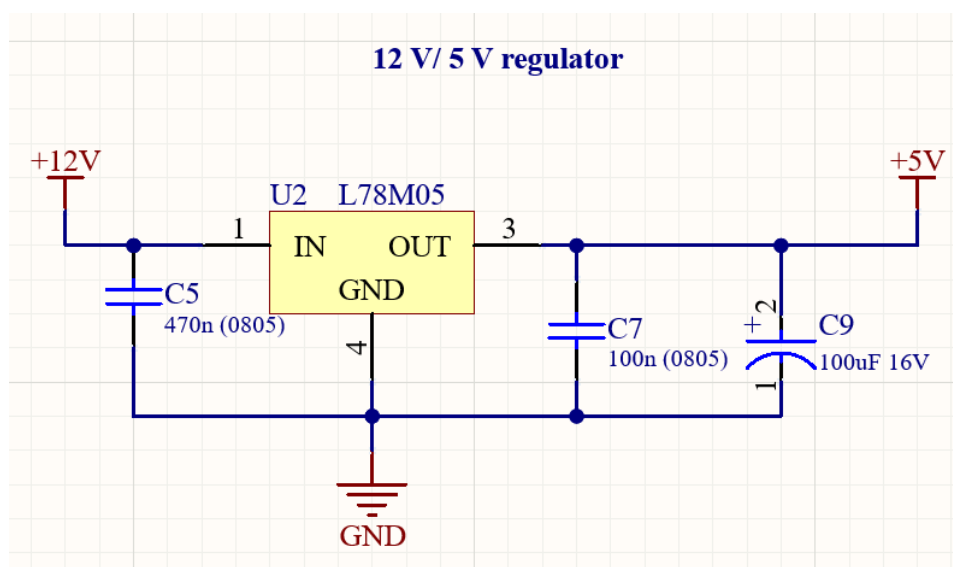 12 V/ 5 V regulator
+12V
+5V
U2 L78M05
1
IN OUT
3
GND
C5
470n (0805)
4
C7
100n (0805)
2
+
C9
100uF 16V
1
GND